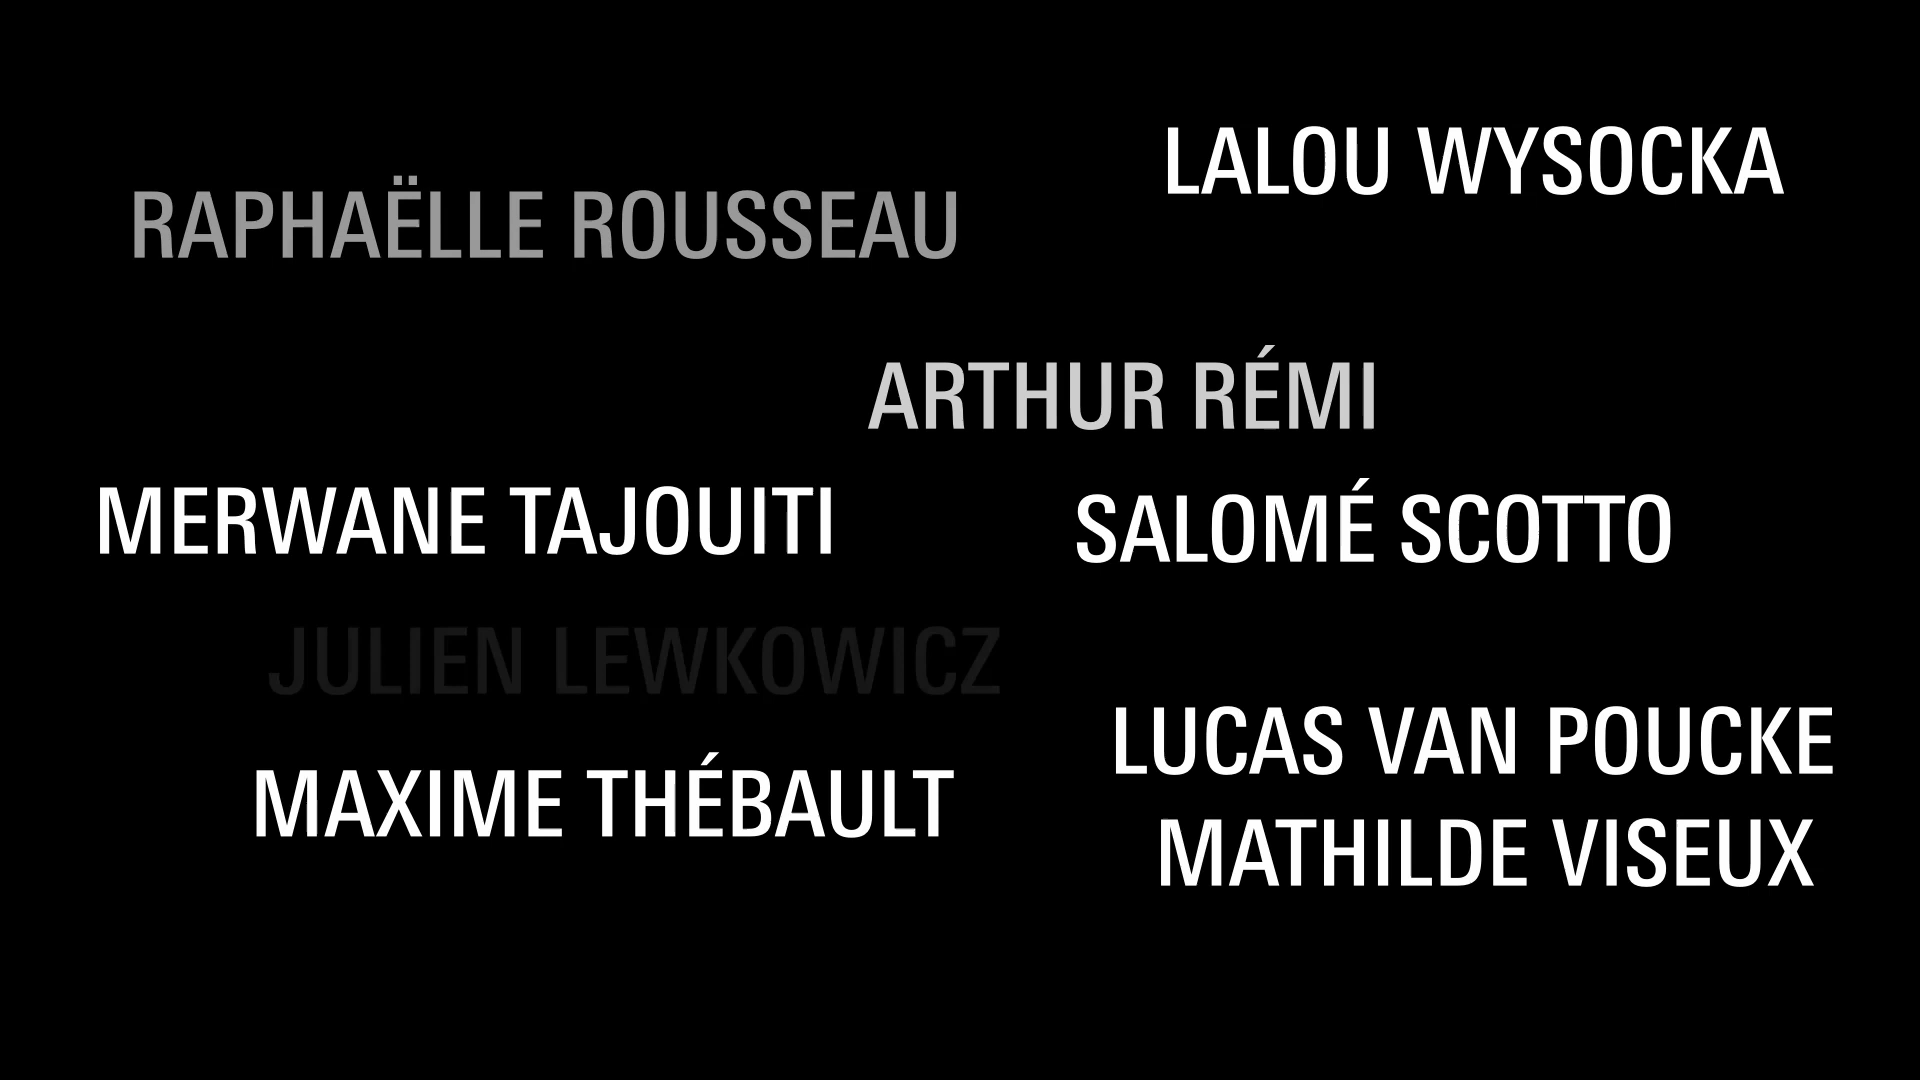 LALOU WYSOCKA
RAPHAËLLE ROUSSEAU
ARTHUR RÉMI
MERWANE TAJOUITI
SALOMÉ SCOTTO
JULIEN LEWKOWICZ
LUCAS VAN POUCKE
MAXIME THÉBAULT
MATHILDE VISEUX